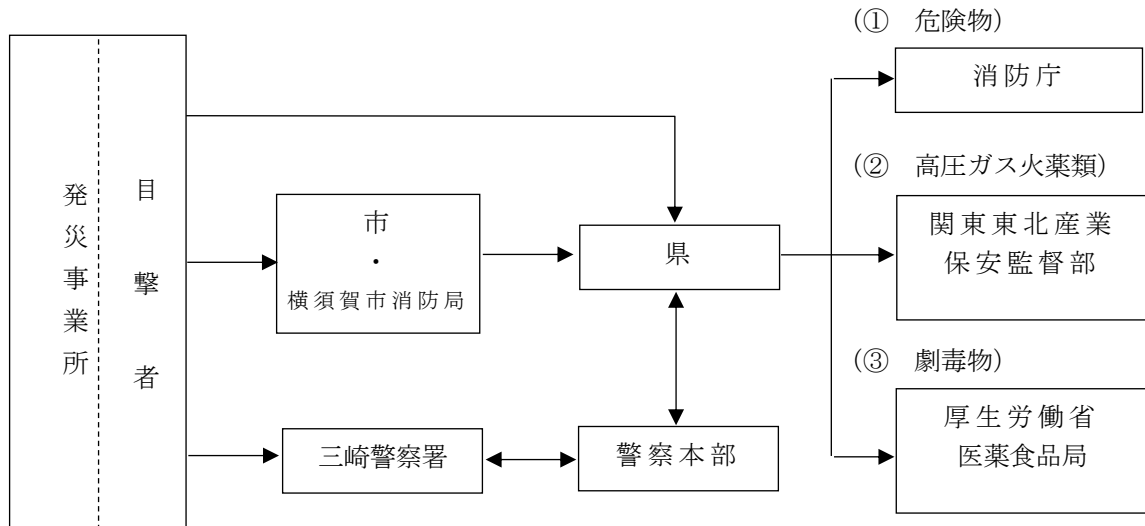 発災事業所
目撃者
市
・
横須賀市消防局
三崎警察署
県
警察本部
(① 危険物)
消防庁
(② 高圧ガス火薬類)
関東東北産業
保安監督部
(③ 劇毒物)
厚生労働省
医薬食品局